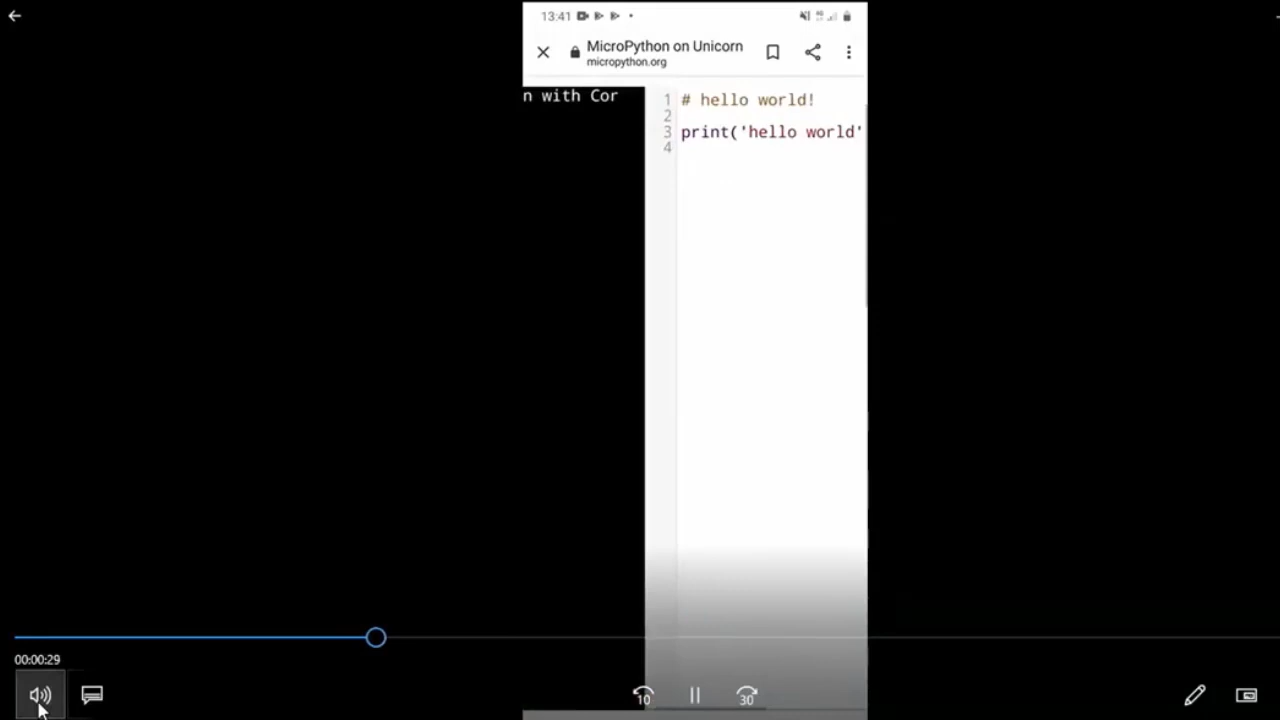 13:41
MicroPython on Unicorn
micropython.org
n with Cor
1 # hello world!
2
3 print('hello world'
4
00:00:29
10
30